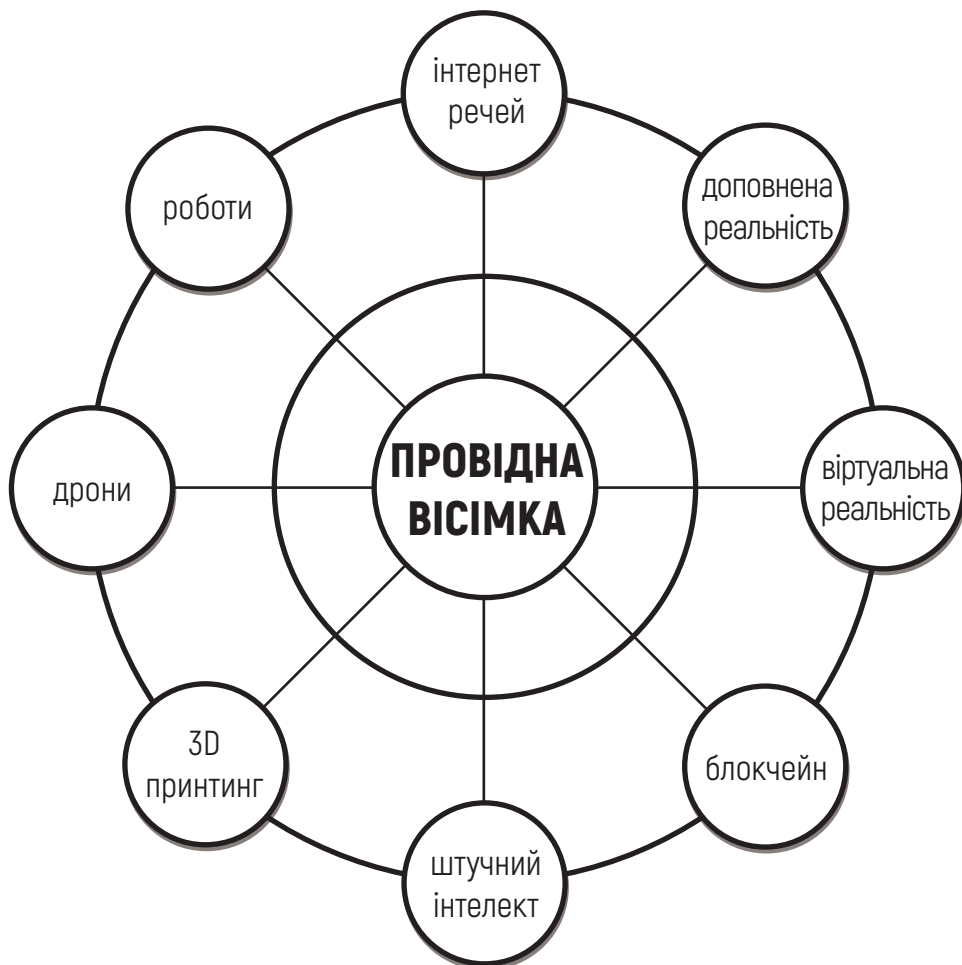 інтернет
речей
доповнена
реальність
віртуальна
реальність
блокчейн
штучний
інтелект
3D
принтинг
дрони
роботи
ПРОВІДНА
ВІСІМКА